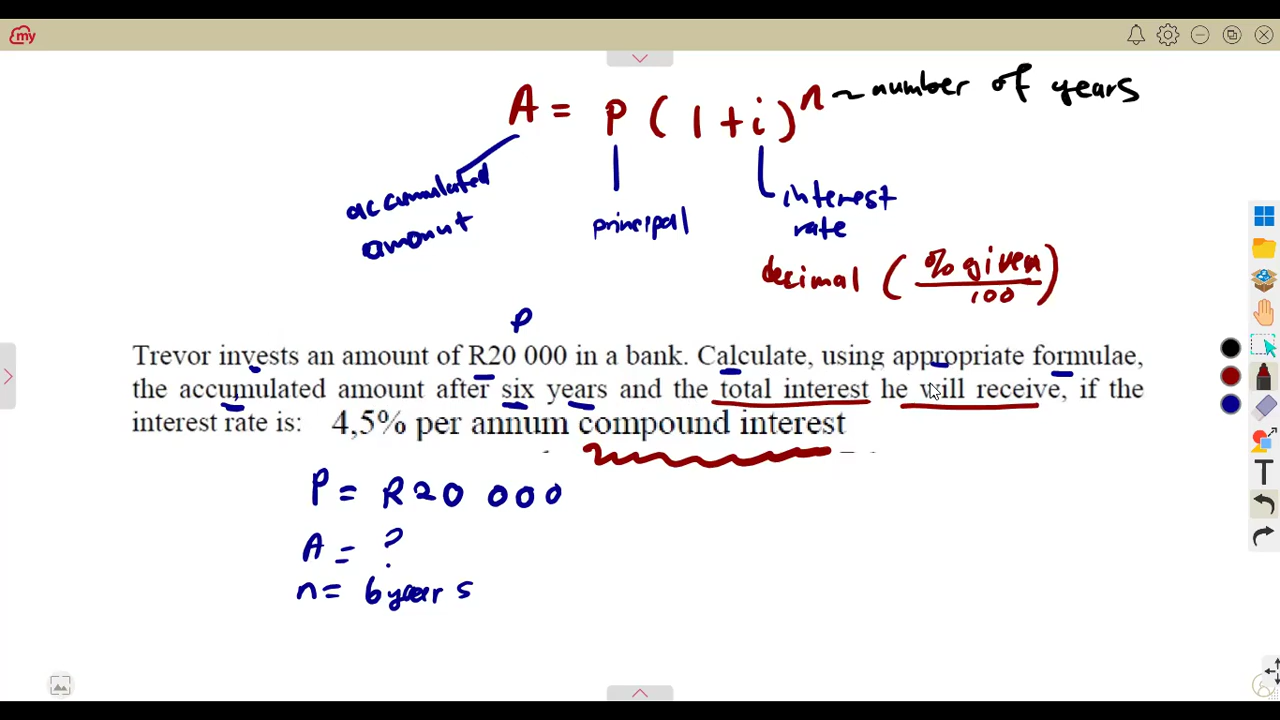 my
A = P (1+i)^n ~ number of years
accumulated amount
principal
interest rate
decimal (% given / 100)
P
Trevor invests an amount of R20 000 in a bank. Calculate, using appropriate formulae,
the accumulated amount after six years and the total interest he will receive, if the
interest rate is: 4,5% per annum compound interest
P = R20 000
A = ?
n = 6 years
T